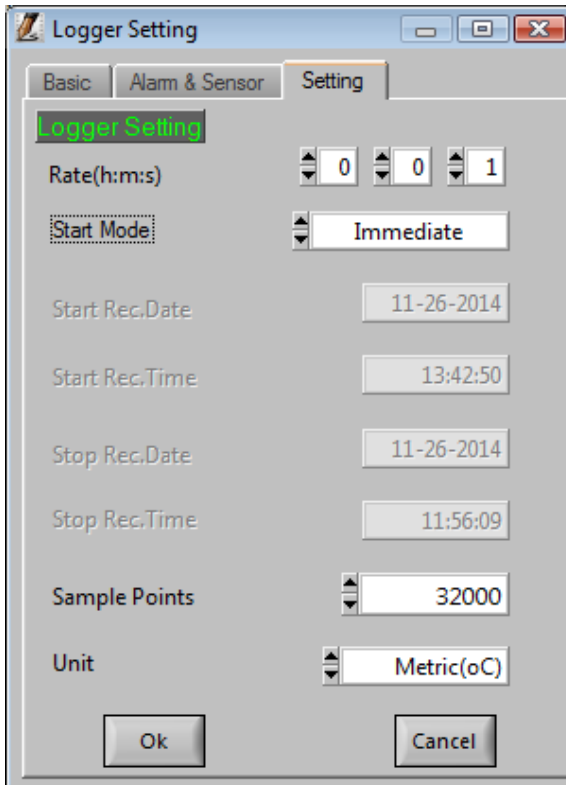 Logger Setting
Basic Alarm & Sensor Setting
Logger Setting
Rate(h:m:s) 0 0 1
Start Mode Immediate
Start Rec.Date 11-26-2014
Start Rec.Time 13:42:50
Stop Rec.Date 11-26-2014
Stop Rec.Time 11:56:09
Sample Points 32000
Unit Metric(oC)
Ok Cancel